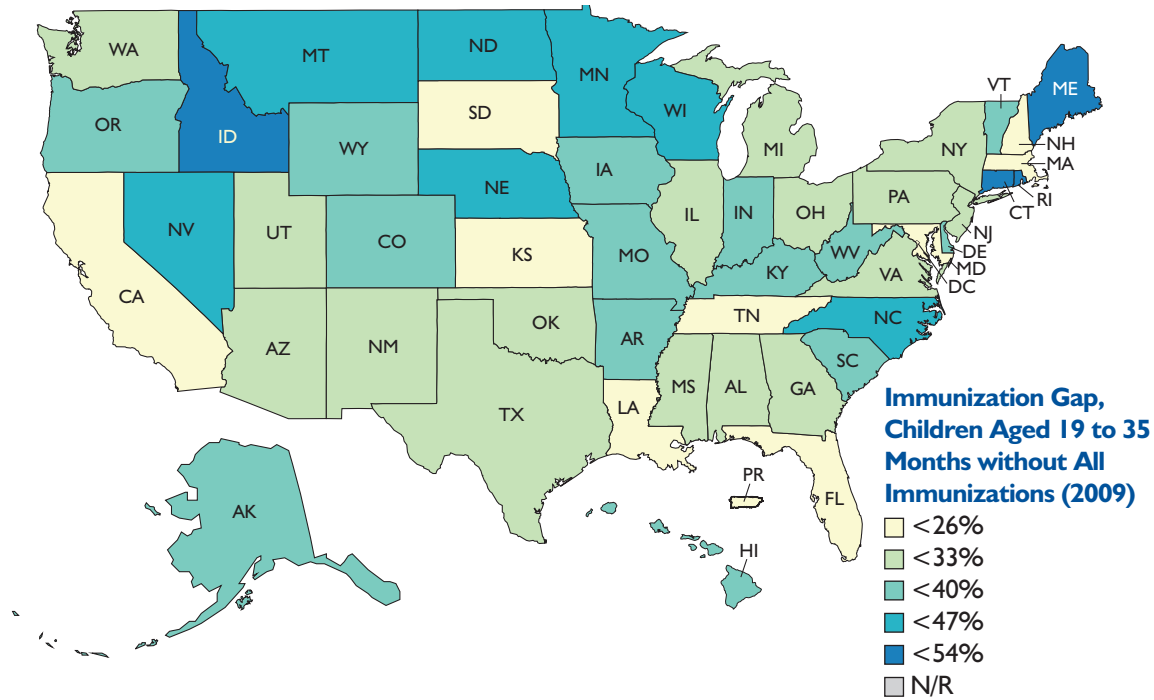 WA
MT
ND
MN
VT
ME
OR
ID
SD
WI
NH
WY
MI
NY
MA
IA
RI
NE
PA
CT
NV
UT
CO
IL
IN
OH
NJ
KS
MO
WV
DE
CA
KY
VA
MD
DC
TN
NC
AZ
NM
OK
AR
SC
MS
AL
GA
TX
LA
Immunization Gap,
Children Aged 19 to 35
Months without All
Immunizations (2009)
PR
FL
AK
HI
<26%
<33%
<40%
<47%
<54%
N/R